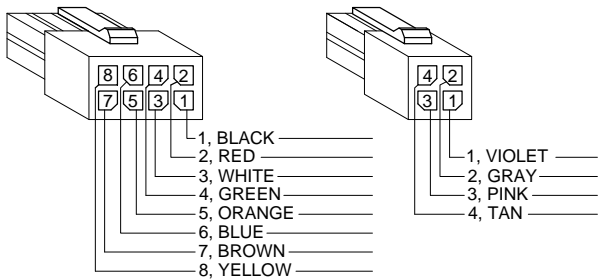 8 6 4 2
7 5 3 1
1, BLACK
2, RED
3, WHITE
4, GREEN
5, ORANGE
6, BLUE
7, BROWN
8, YELLOW
4 2
3 1
1, VIOLET
2, GRAY
3, PINK
4, TAN